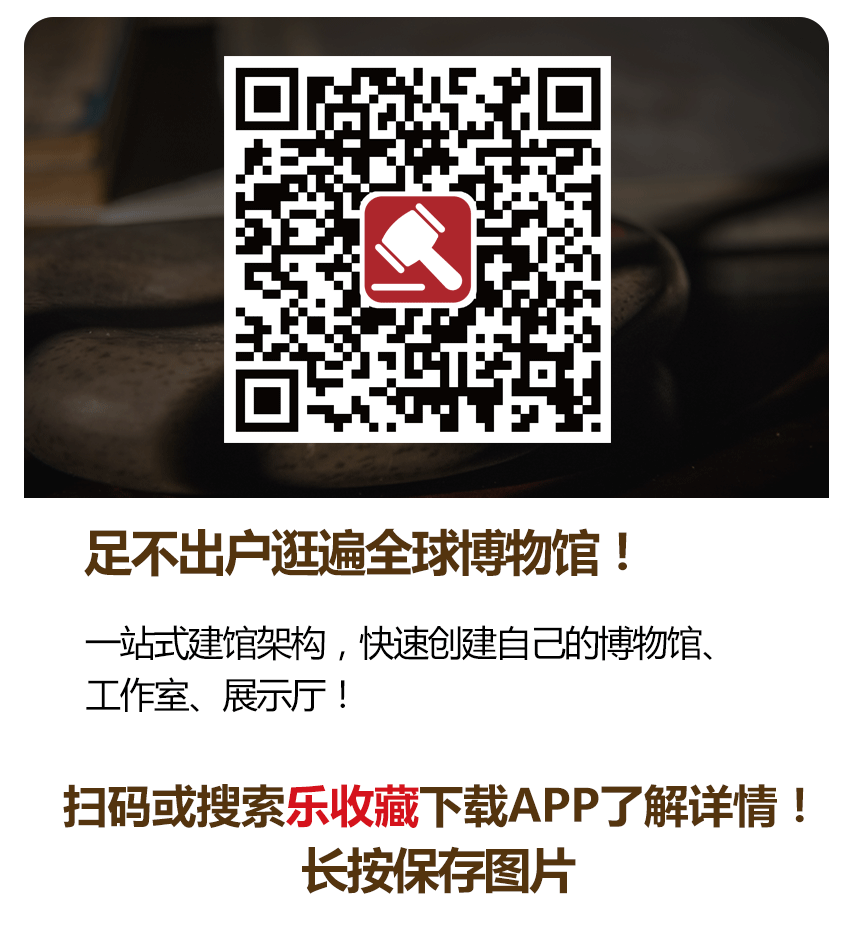 足不出户逛遍全球博物馆！
一站式建馆架构，快速创建自己的博物馆、
工作室、展示厅！
扫码或搜索乐收藏下载APP了解详情！
长按保存图片